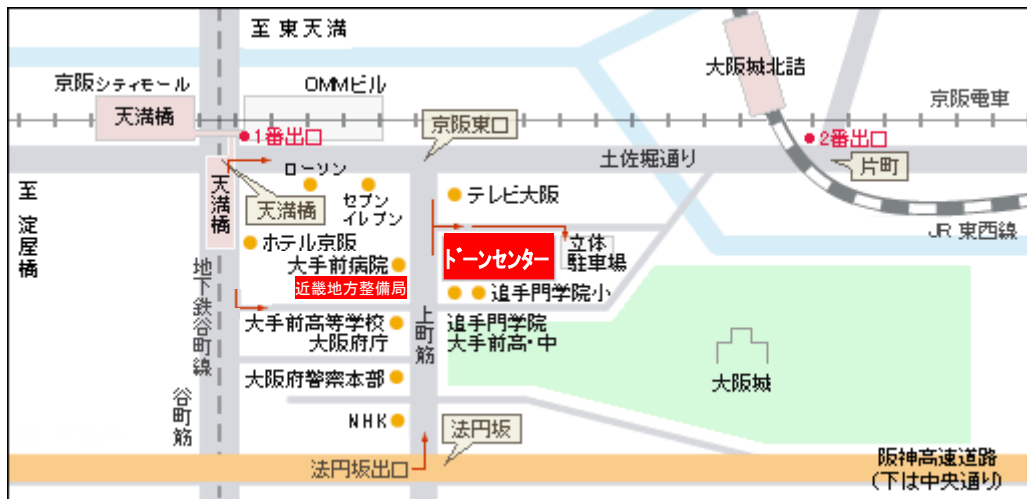 至 東天満
大阪城北詰
京阪シティモール
OMMビル
天満橋
京阪電車
●1番出口
京阪東口
●2番出口
土佐堀通り
片町
ローソン
天満橋
セブン
イレブン
天満橋
テレビ大阪
至 淀屋橋
ホテル京阪
JR 東西線
立体
駐車場
ドーンセンター
大手前病院
近畿地方整備局
追手門学院小
地下鉄谷町線
大手前高等学校
大阪府庁
上町筋
追手門学院
大手前高・中
大阪府警察本部
大阪城
谷町筋
NHK
法円坂
法円坂出口
阪神高速道路
(下は中央通り)